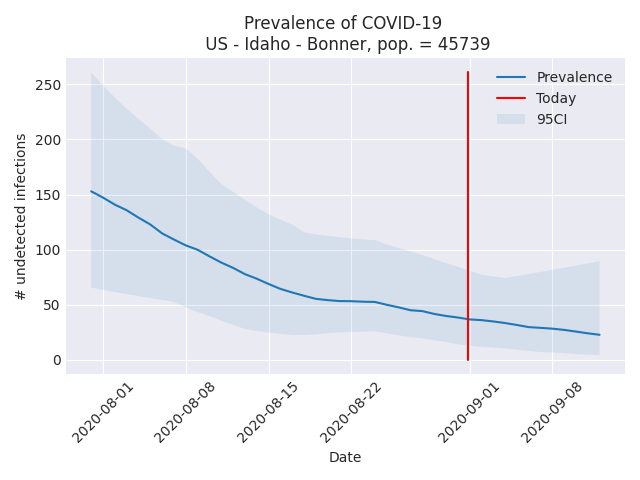 Prevalence of COVID-19
US - Idaho - Bonner, pop. = 45739
Prevalence
Today
95CI
# undetected infections
250
200
150
100
50
0
2020-08-01
2020-08-08
2020-08-15
2020-08-22
2020-09-01
2020-09-08
Date